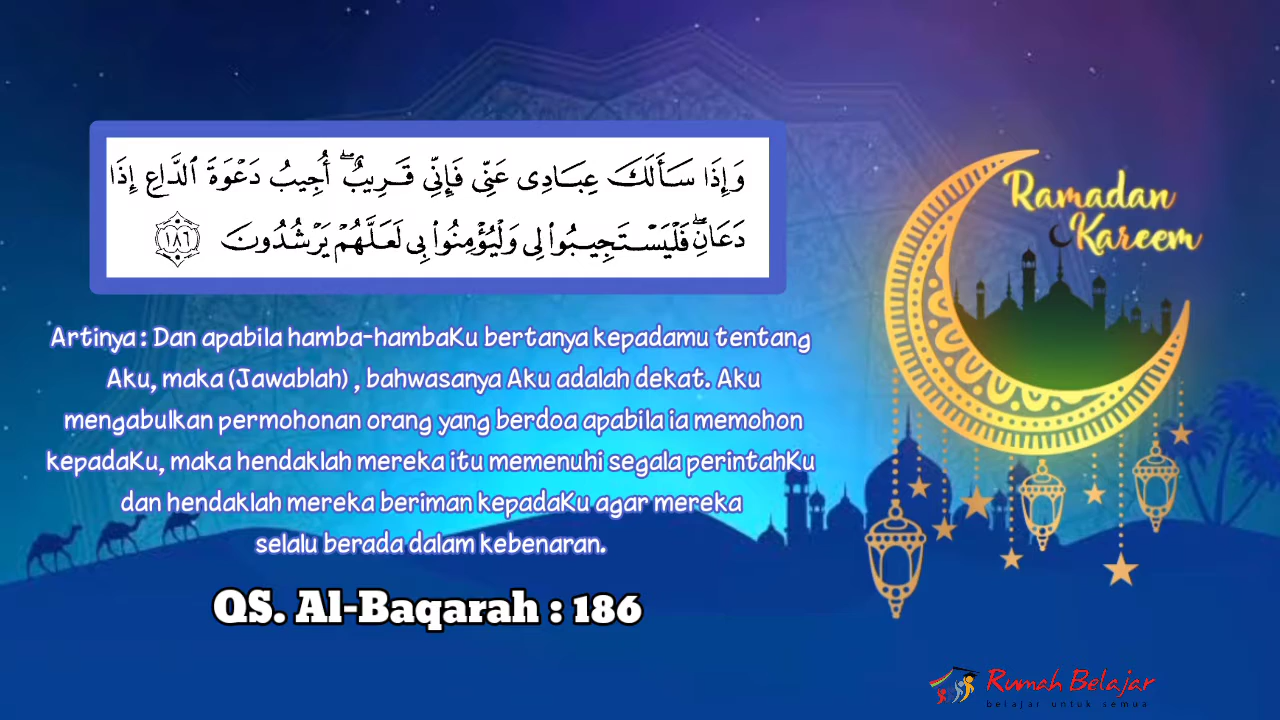 وَإِذَا سَأَلَكَ عِبَادِى عَنِّى فَإِنِّى قَرِيبٌ ۖ أُجِيبُ دَعْوَةَ ٱلدَّاعِ إِذَا
دَعَانِ ۖ فَلْيَسْتَجِيبُوا۟ لِى وَلْيُؤْمِنُوا۟ بِى لَعَلَّهُمْ يَرْشُدُونَ ﴿١٨٦﴾
Artinya : Dan apabila hamba-hambaKu bertanya kepadamu tentang
Aku, maka (Jawablah) , bahwasanya Aku adalah dekat. Aku
mengabulkan permohonan orang yang berdoa apabila ia memohon
kepadaKu, maka hendaklah mereka itu memenuhi segala perintahKu
dan hendaklah mereka beriman kepadaKu agar mereka
selalu berada dalam kebenaran.
QS. Al-Baqarah : 186
Ramadan
Kareem
Rumah Belajar
belajar untuk semua